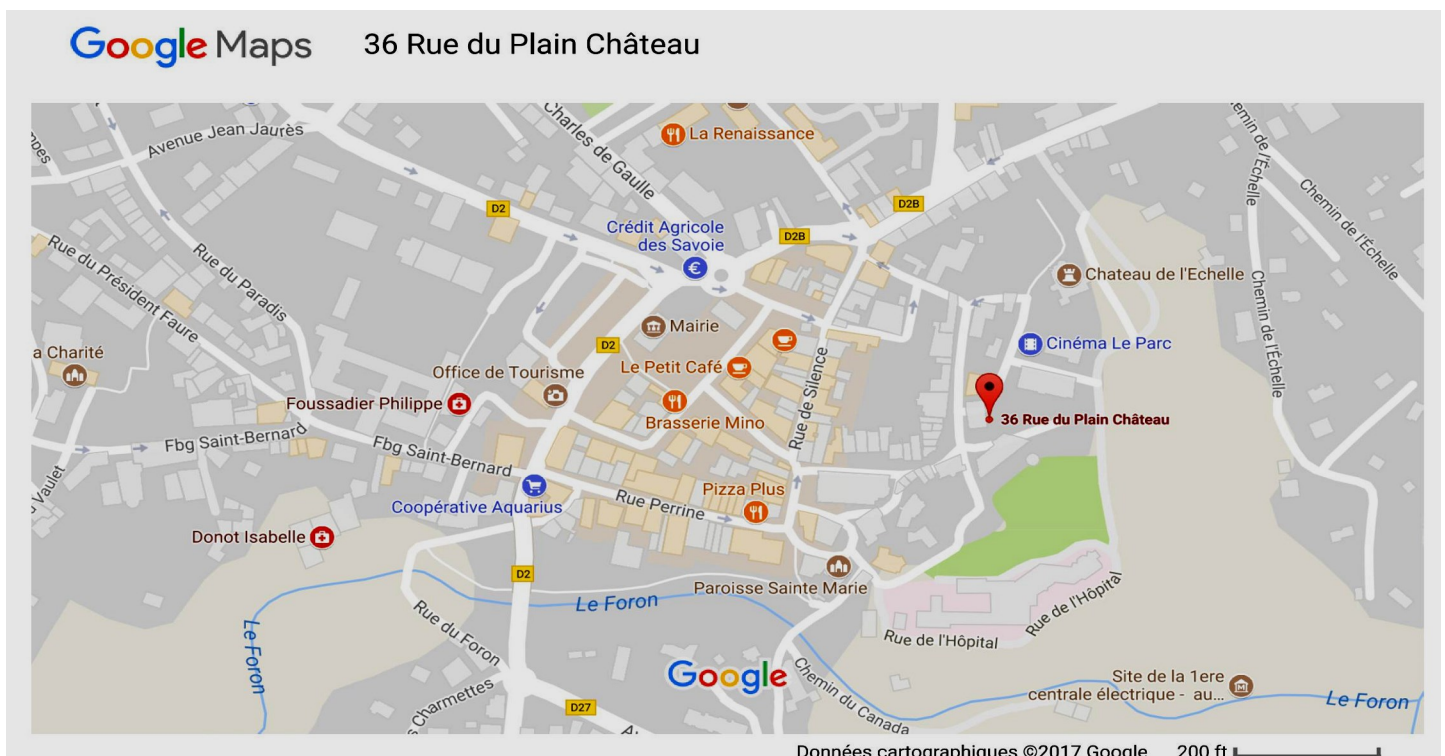 Google Maps
36 Rue du Plain Château
Avenue Jean Jaurès
Charles de Gaulle
La Renaissance
D2
D2B
D2B
Crédit Agricole
des Savoie
Chemin de l'Échelle
Chemin de l'Échelle
Chemin de l'Échelle
Chateau de l'Echelle
Rue du Président Faure
Rue du Paradis
Mairie
D2
Cinéma Le Parc
a Charité
Office de Tourisme
Le Petit Café
Rue de Silence
Foussadier Philippe
Brasserie Mino
36 Rue du Plain Château
Fbg Saint-Bernard
Fbg Saint-Bernard
Vaulet
Coopérative Aquarius
Rue Perrine
Pizza Plus
Donot Isabelle
D2
Paroisse Sainte Marie
Le Foron
Le Foron
Rue du Foron
Rue de l'Hôpital
Rue de l'Hôpital
Google
Chemin du Canada
Site de la 1ere
centrale électrique - au...
Le Foron
Charmettes
D27
Données cartographiques ©2017 Google 200 ft